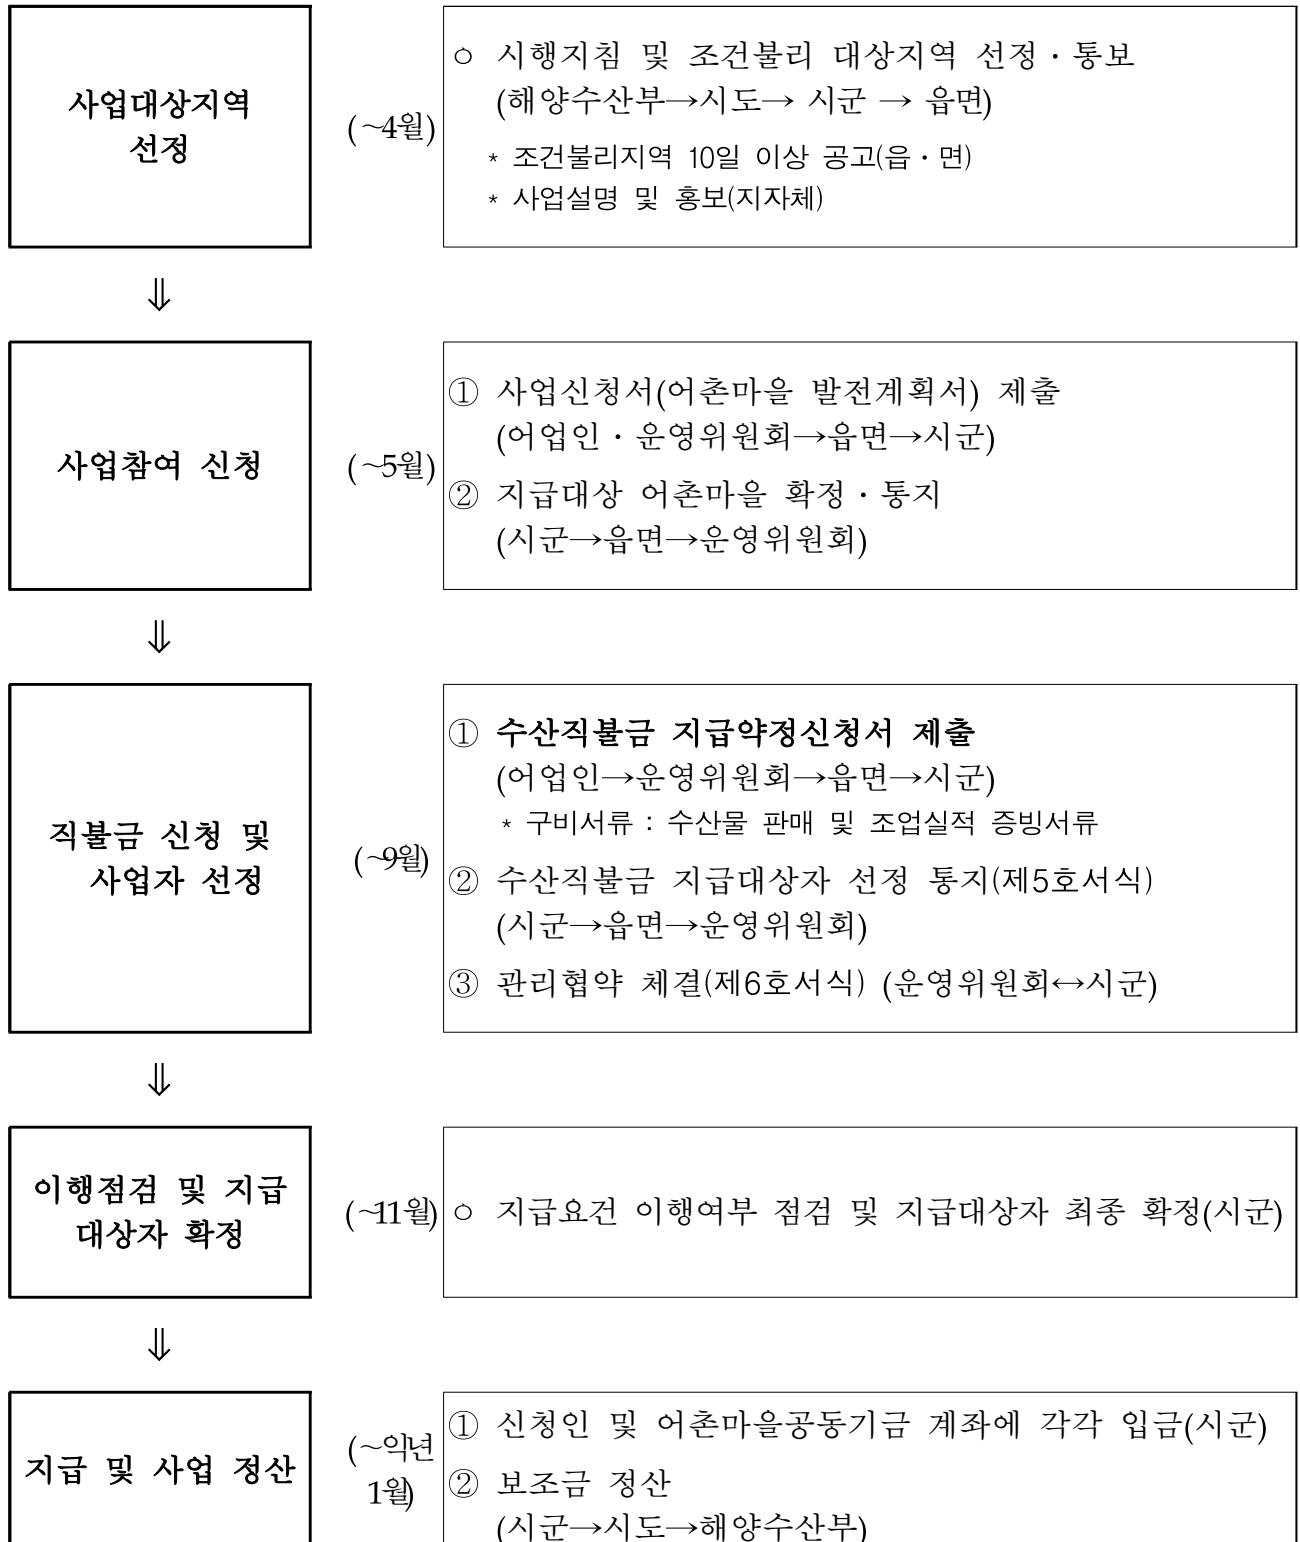 사업대상지역
선정
(~4월)
○ 시행지침 및 조건불리 대상지역 선정·통보
(해양수산부→시도→ 시군 → 읍면)
* 조건불리지역 10일 이상 공고(읍·면)
* 사업설명 및 홍보(지자체)
⇓
사업참여 신청
(~5월)
① 사업신청서(어촌마을 발전계획서) 제출
(어업인·운영위원회→읍면→시군)
② 지급대상 어촌마을 확정·통지
(시군→읍면→운영위원회)
⇓
직불금 신청 및
사업자 선정
(~9월)
① 수산직불금 지급약정신청서 제출
(어업인→운영위원회→읍면→시군)
* 구비서류 : 수산물 판매 및 조업실적 증빙서류
② 수산직불금 지급대상자 선정 통지(제5호서식)
(시군→읍면→운영위원회)
③ 관리협약 체결(제6호서식) (운영위원회↔시군)
⇓
이행점검 및 지급
대상자 확정
(~11월)
○ 지급요건 이행여부 점검 및 지급대상자 최종 확정(시군)
⇓
지급 및 사업 정산
(~익년
1월)
① 신청인 및 어촌마을공동기금 계좌에 각각 입금(시군)
② 보조금 정산
(시군→시도→해양수산부)